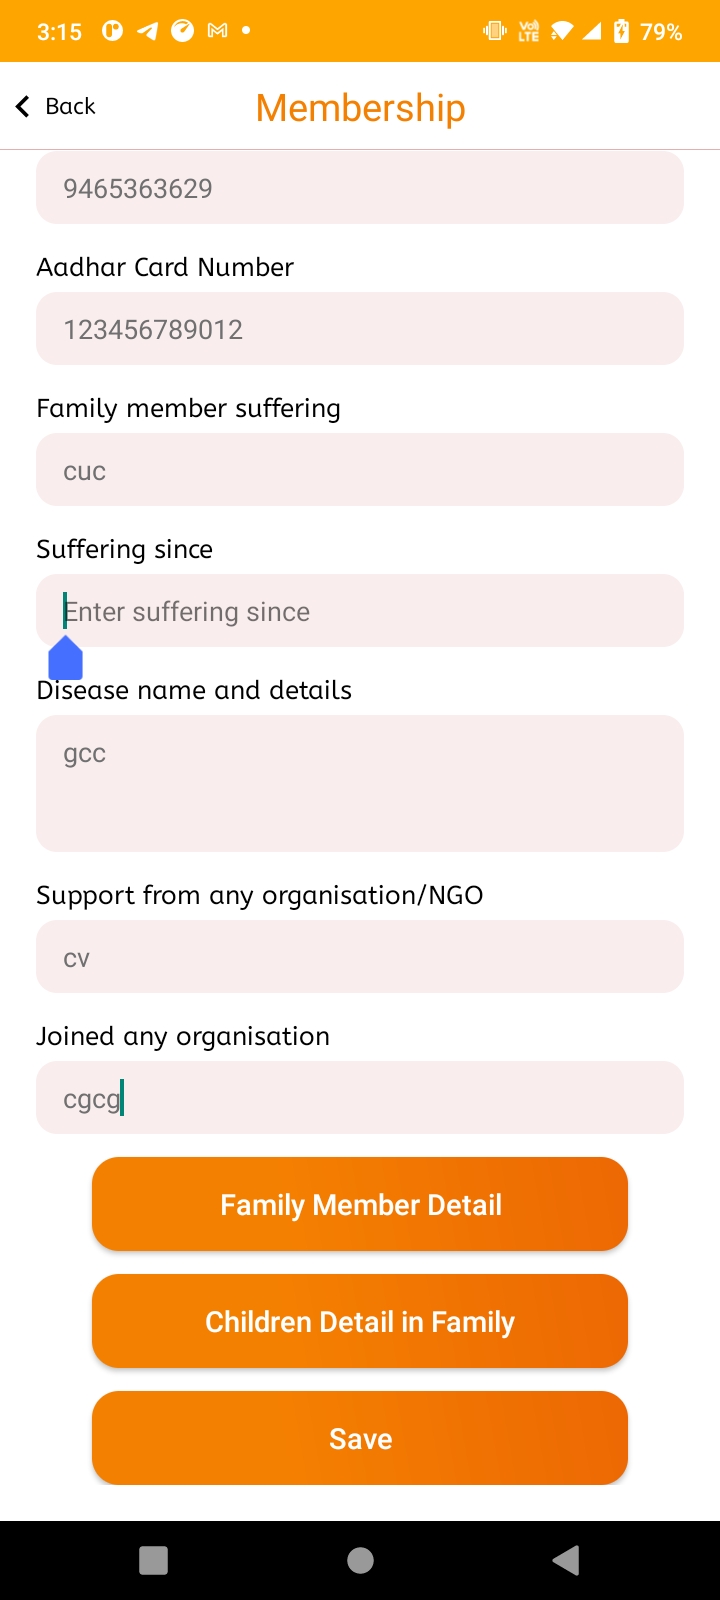 3:15
Vo) LTE
79%
Back
Membership
9465363629
Aadhar Card Number
123456789012
Family member suffering
cuc
Suffering since
Enter suffering since
Disease name and details
gcc
Support from any organisation/NGO
cv
Joined any organisation
cgcg
Family Member Detail
Children Detail in Family
Save